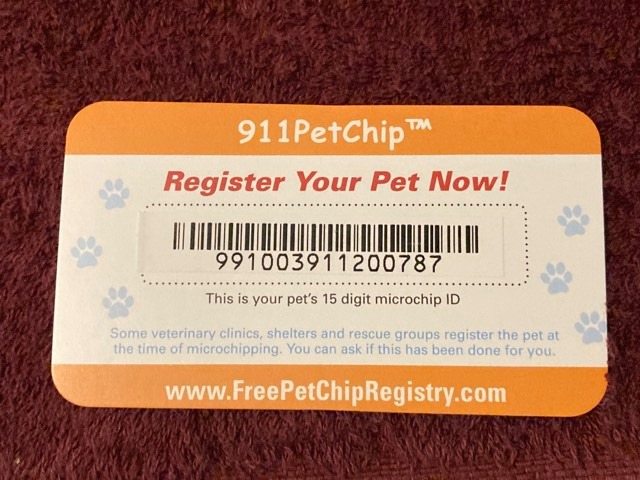 911PetChip™
Register Your Pet Now!
991003911200787
This is your pet's 15 digit microchip ID
Some veterinary clinics, shelters and rescue groups register the pet at
the time of microchipping. You can ask if this has been done for you.
www.FreePetChipRegistry.com